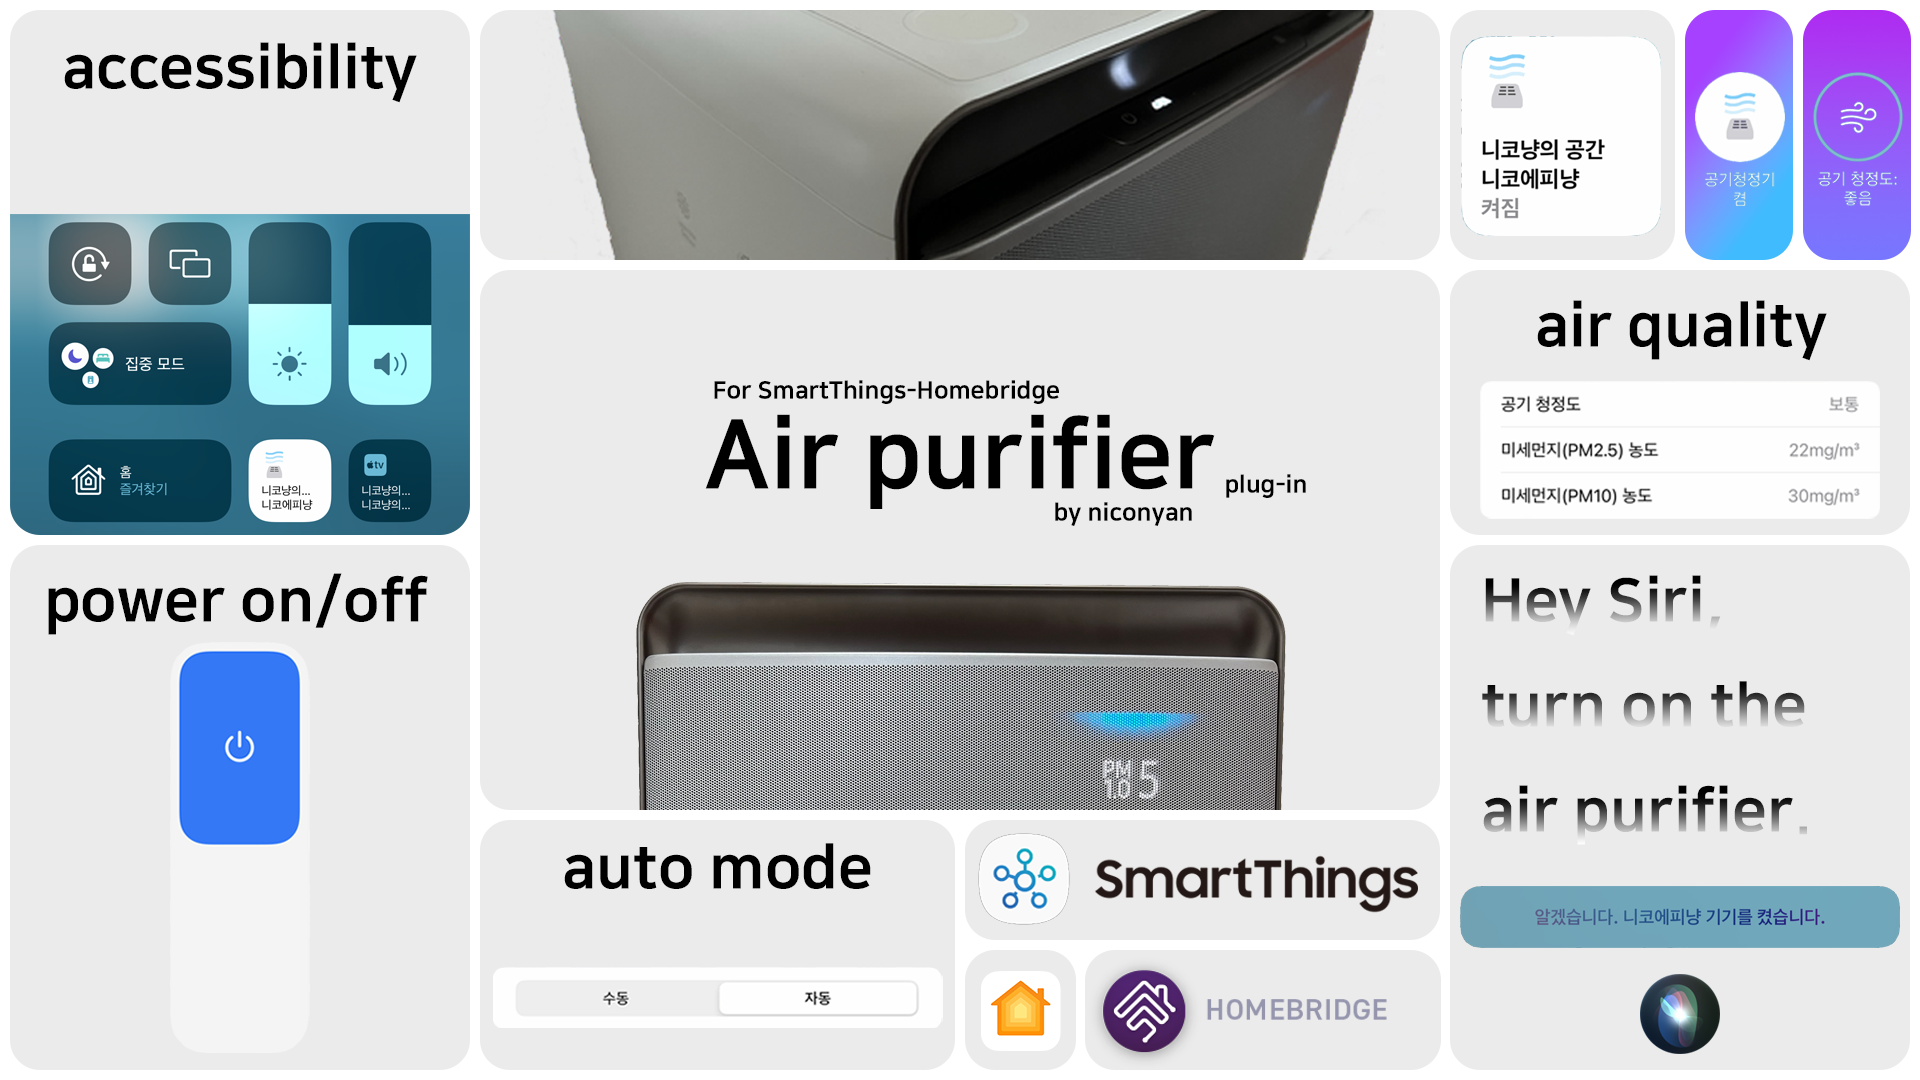 accessibility
집중 모드
홈
즐겨찾기
니코냥의...
니코에피냥
tv
니코냥의...
니코냥의...
power on/off
For SmartThings-Homebridge
Air purifier
plug-in
by niconyan
PM
1.0 5
auto mode
수동
자동
SmartThings
HOMEBRIDGE
니코냥의 공간
니코에피냥
켜짐
공기청정기
켬
공기 청정도:
좋음
air quality
공기 청정도 보통
미세먼지(PM2.5) 농도 22mg/m³
미세먼지(PM10) 농도 30mg/m³
Hey Siri,
turn on the
air purifier.
알겠습니다. 니코에피냥 기기를 켰습니다.